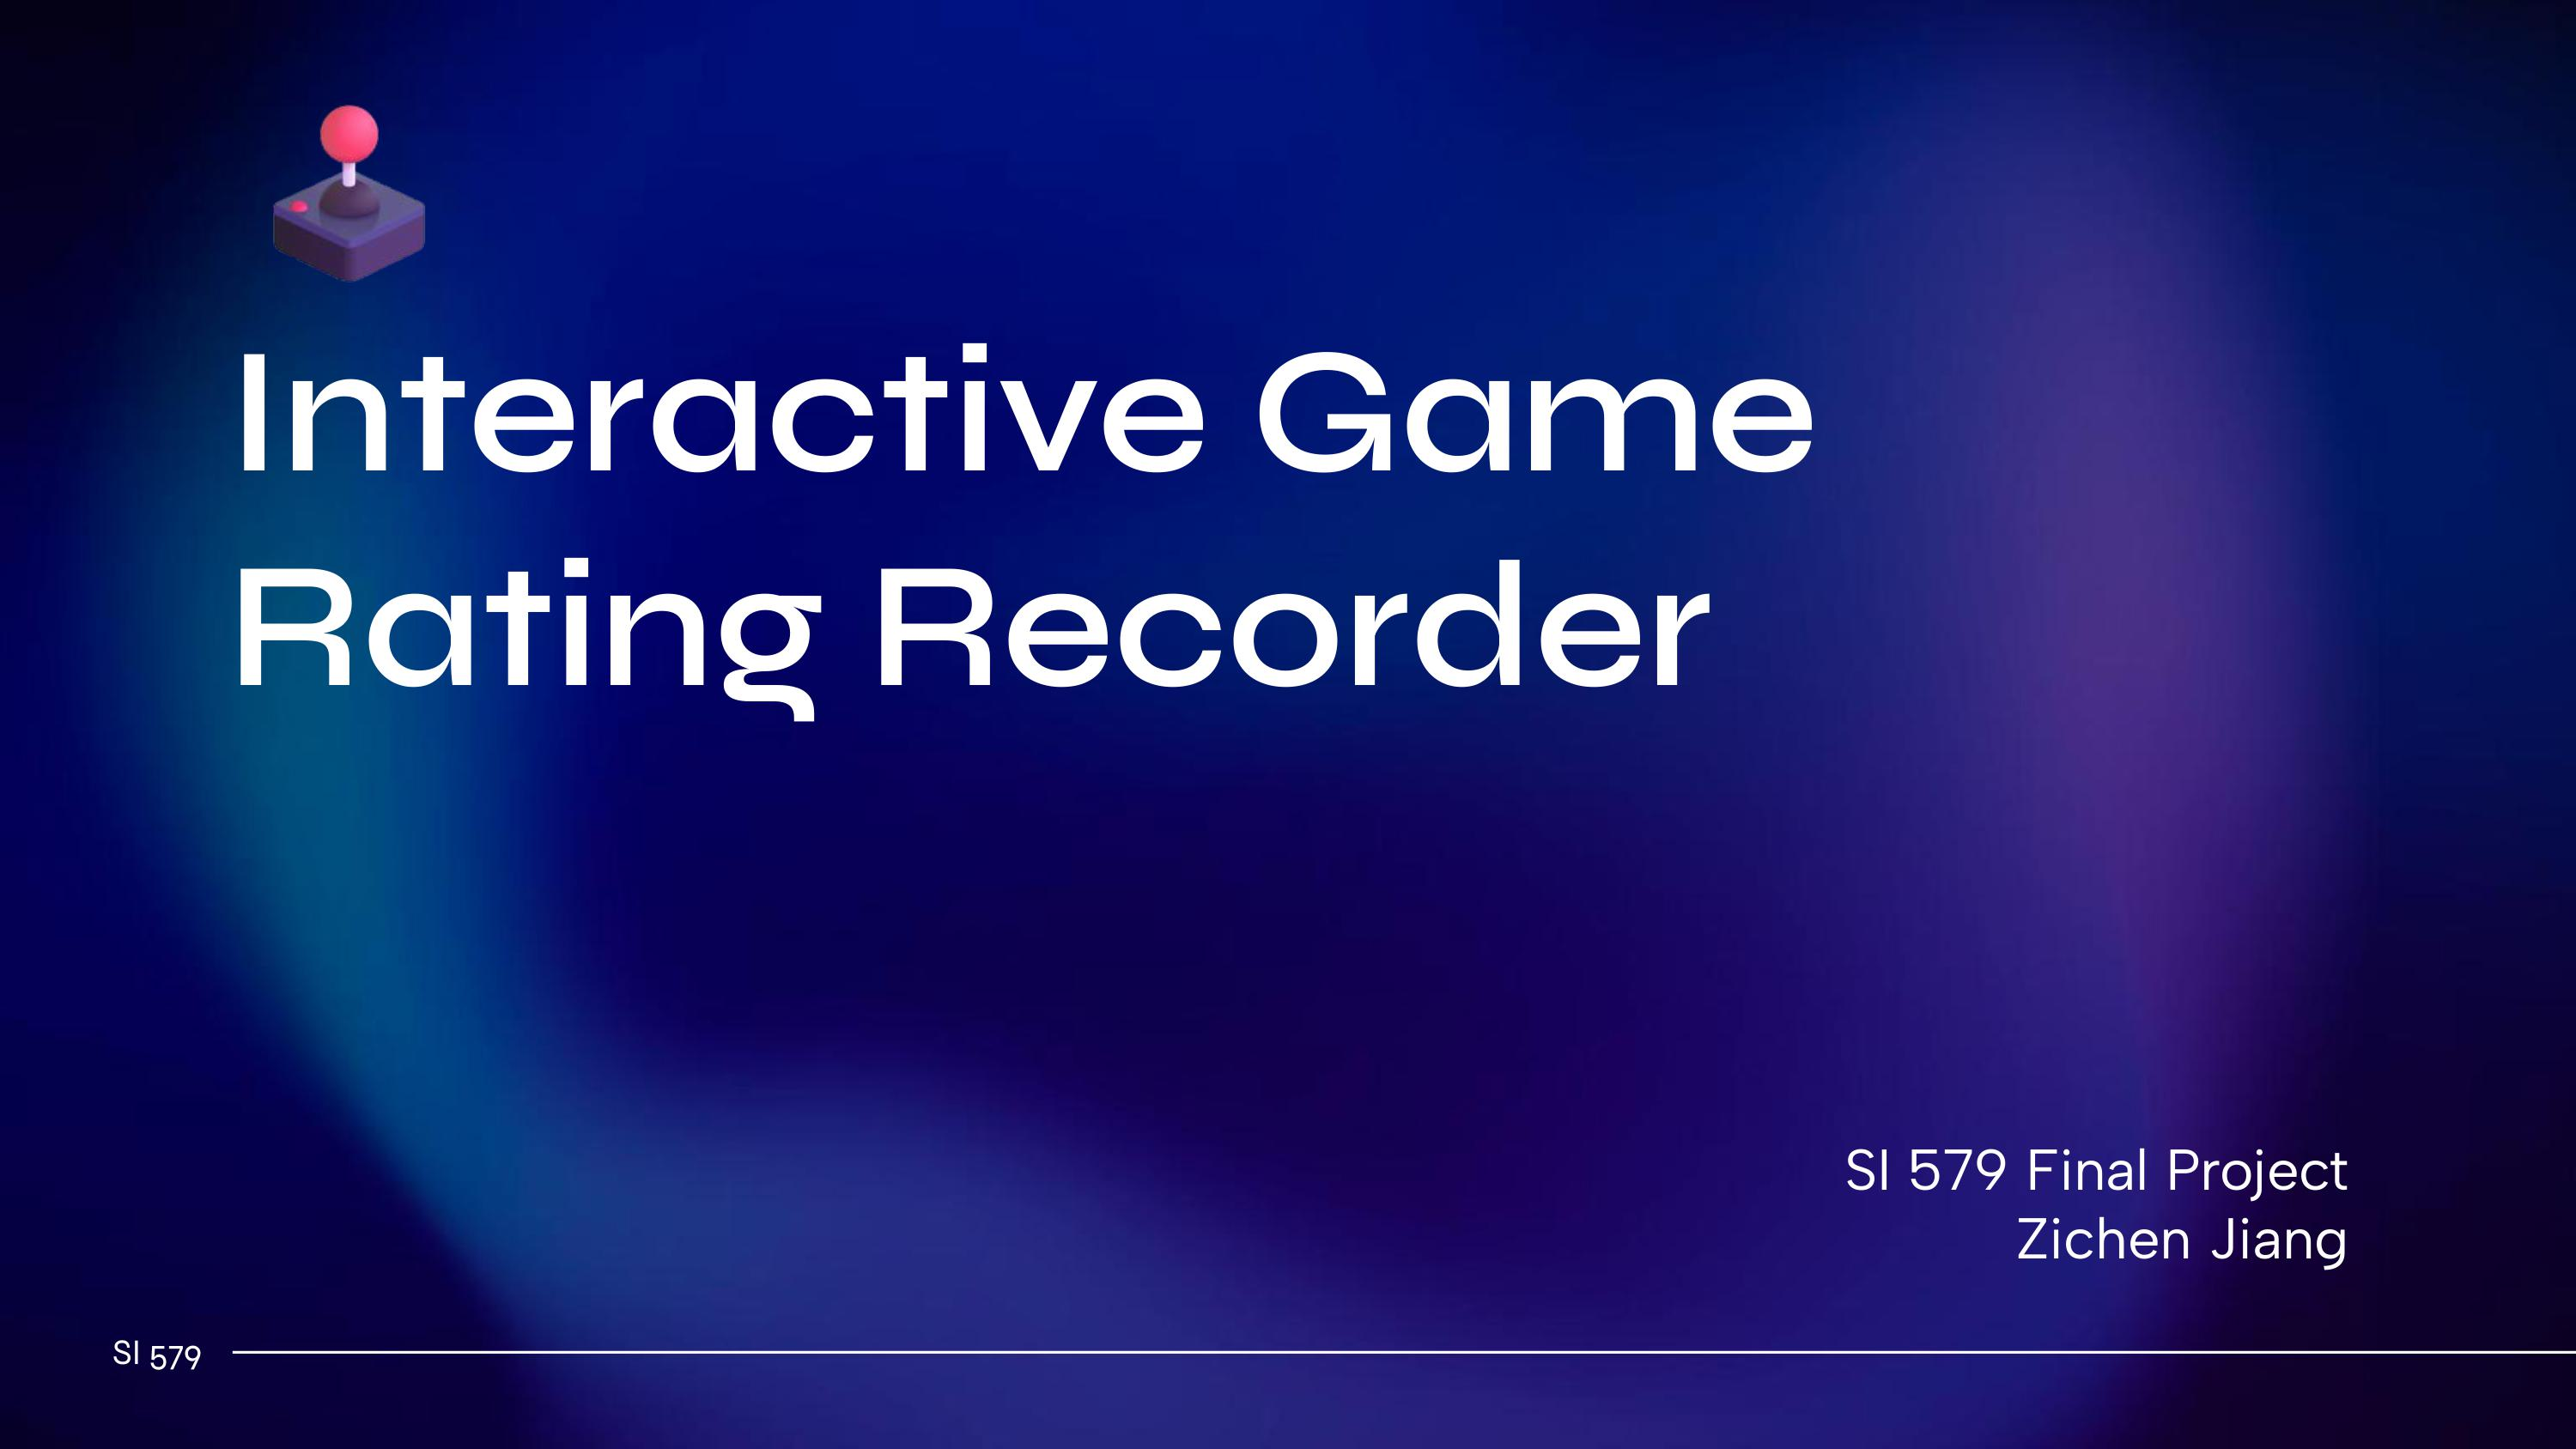 Interactive Game
Rating Recorder
SI 579 Final Project
Zichen Jiang
SI 579